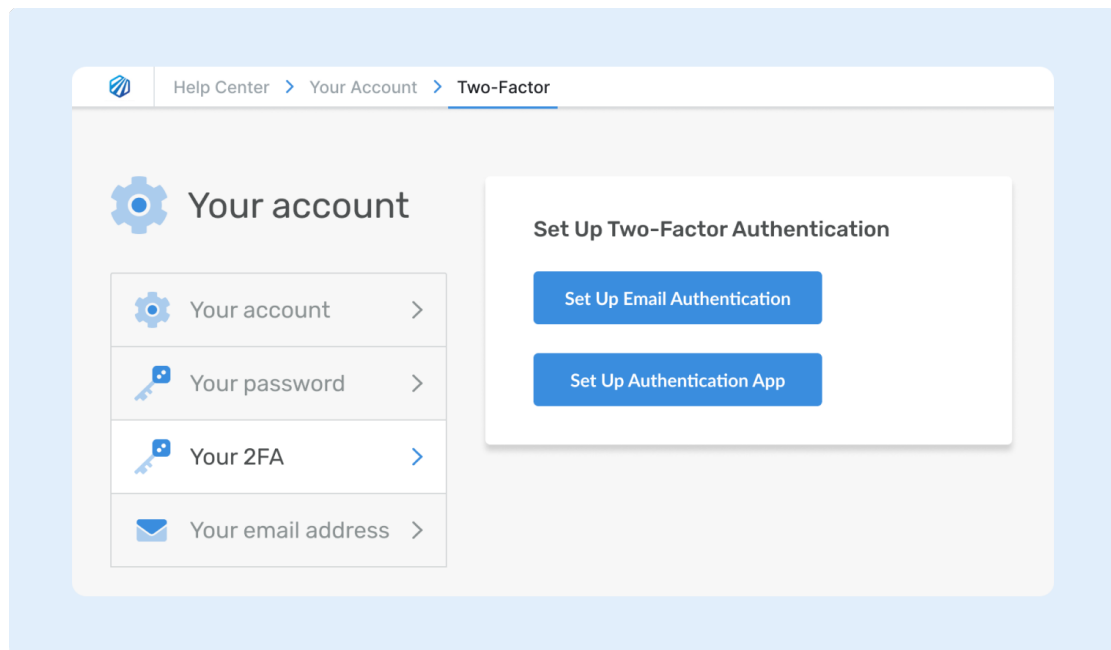 Help Center > Your Account > Two-Factor
Your account
Your account
Your password
Your 2FA
Your email address
Set Up Two-Factor Authentication
Set Up Email Authentication
Set Up Authentication App